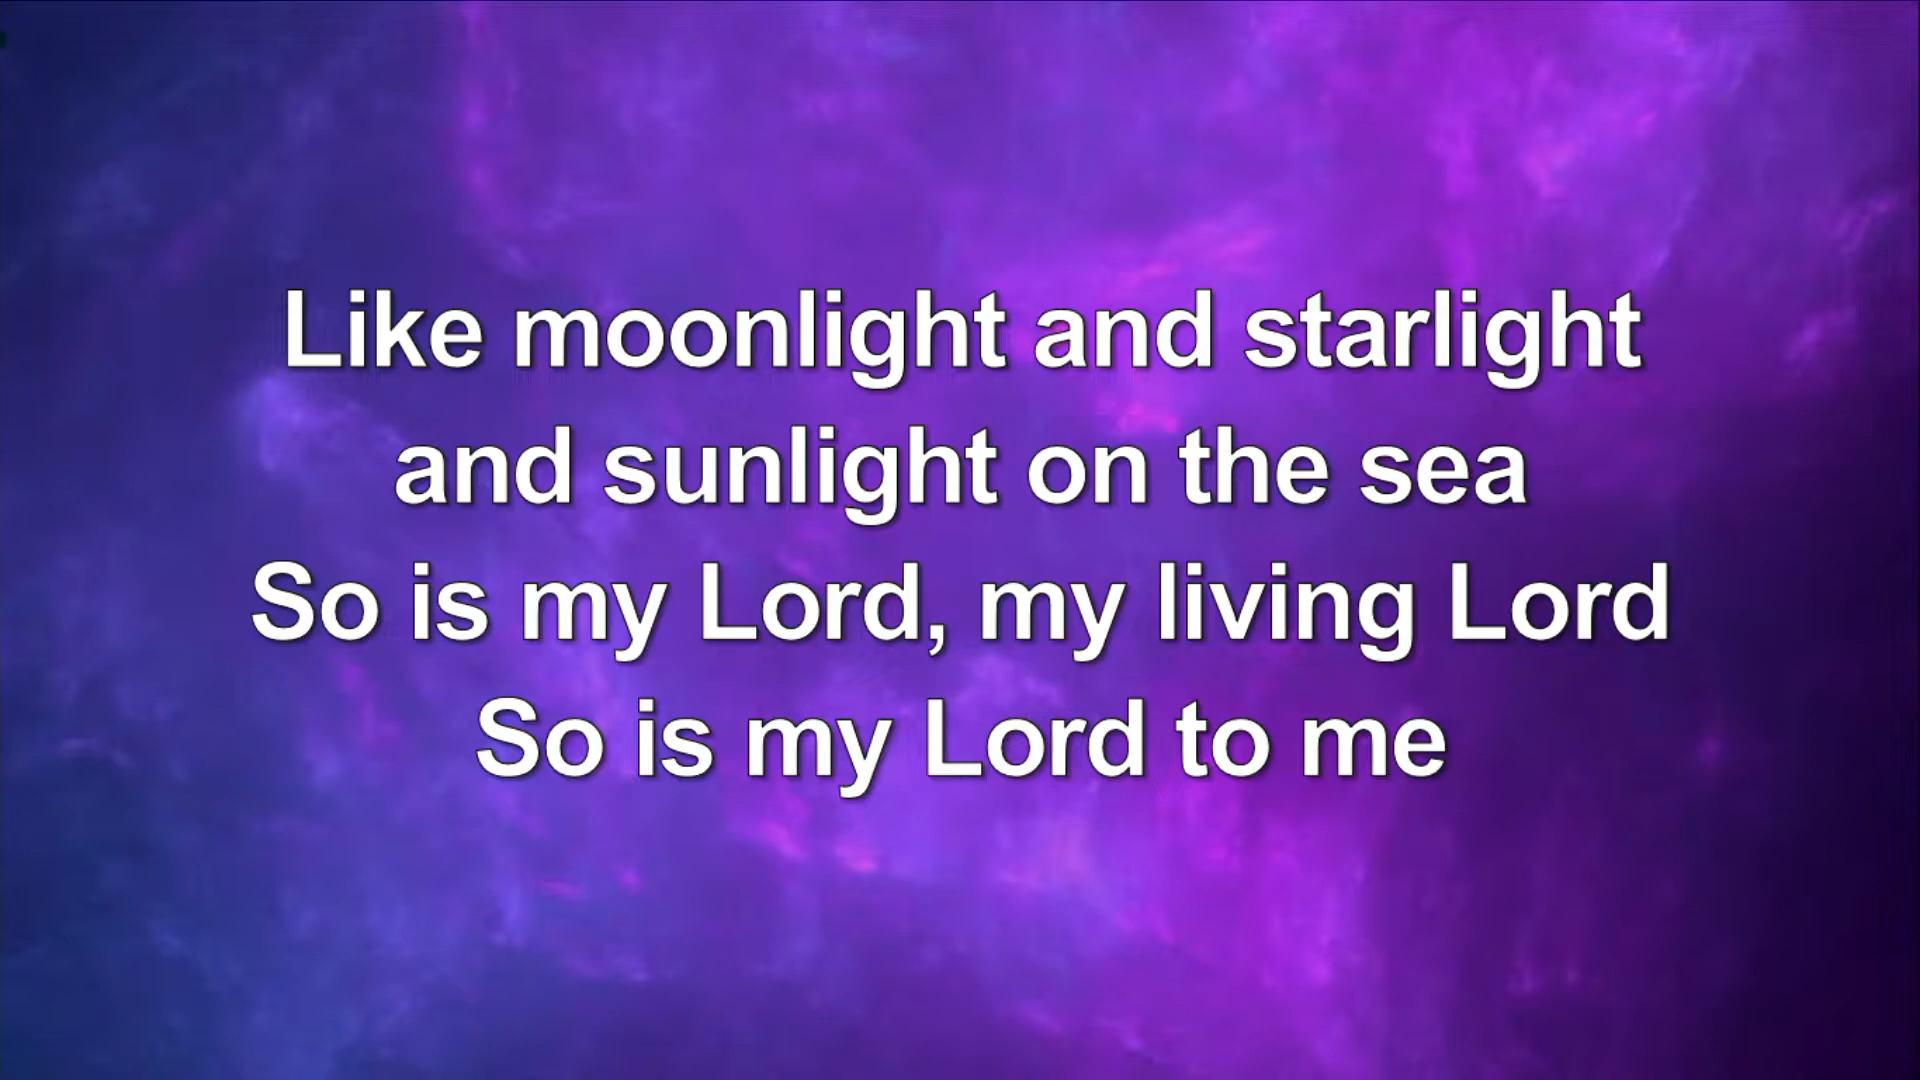 Like moonlight and starlight
and sunlight on the sea
So is my Lord, my living Lord
So is my Lord to me